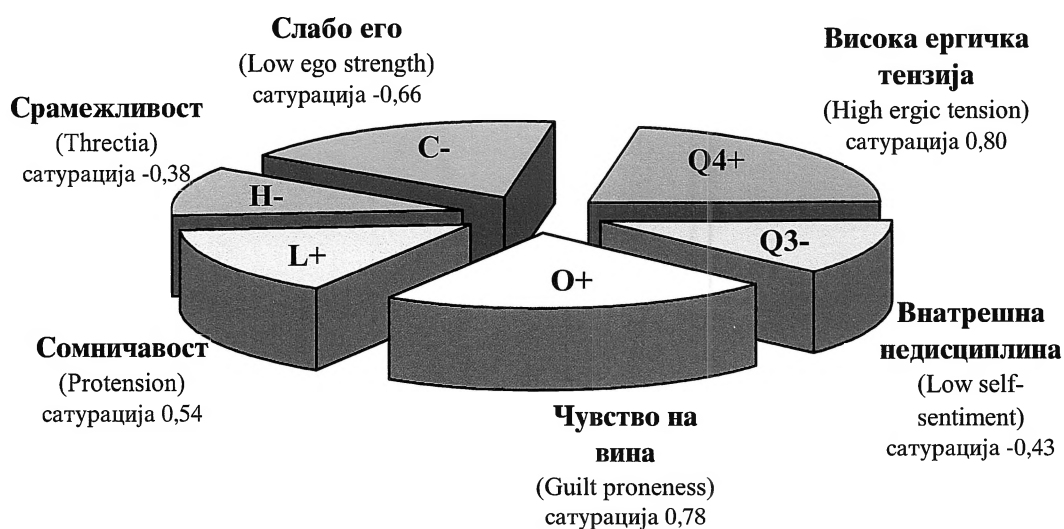 Слабо его
(Low ego strength)
сатурација -0,66
Висока ергичка
тензија
(High ergic tension)
сатурација 0,80
Срамежливост
(Threctia)
сатурација -0,38
C-
Q4+
H-
L+
Q3-
O+
Сомничавост
(Protension)
сатурација 0,54
Внатрешна
недисциплина
(Low self-
sentiment)
сатурација -0,43
Чувство на
вина
(Guilt proneness)
сатурација 0,78